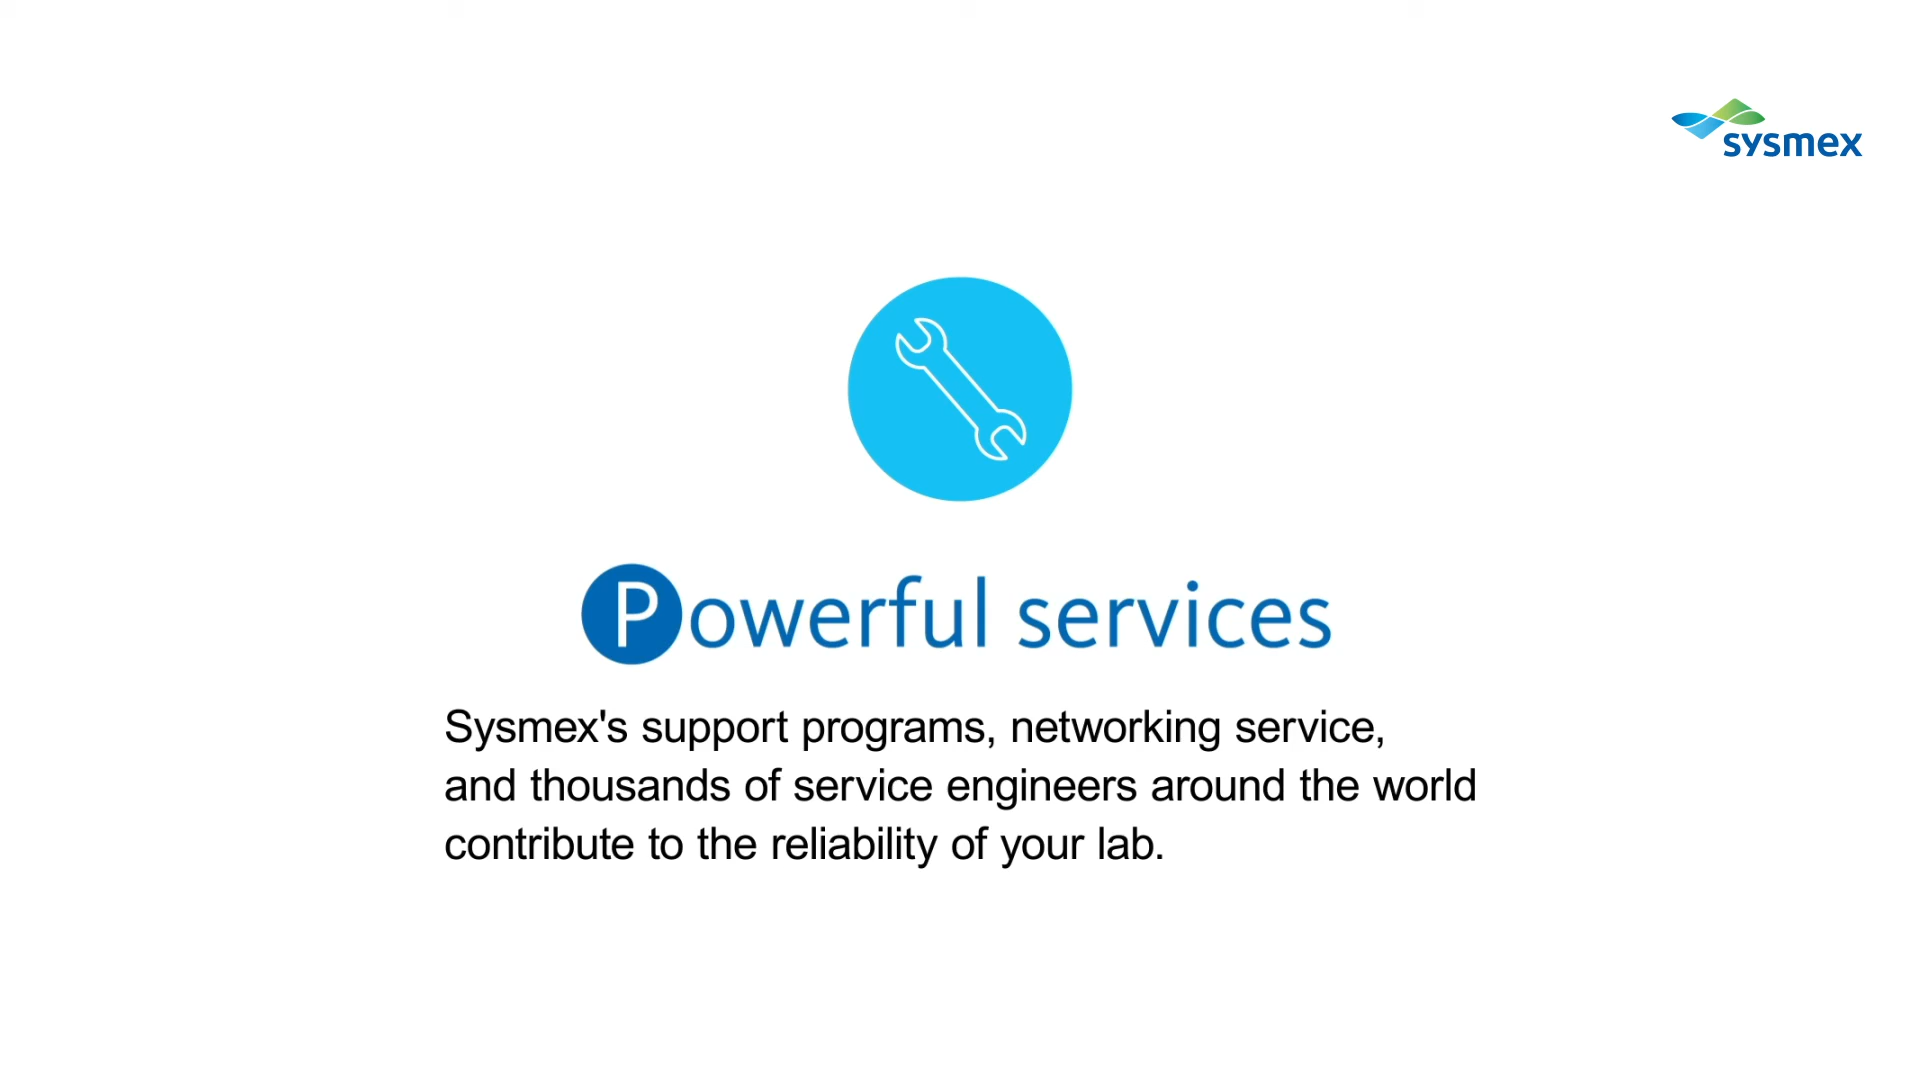 sysmex
Powerful services
Sysmex's support programs, networking service,
and thousands of service engineers around the world
contribute to the reliability of your lab.